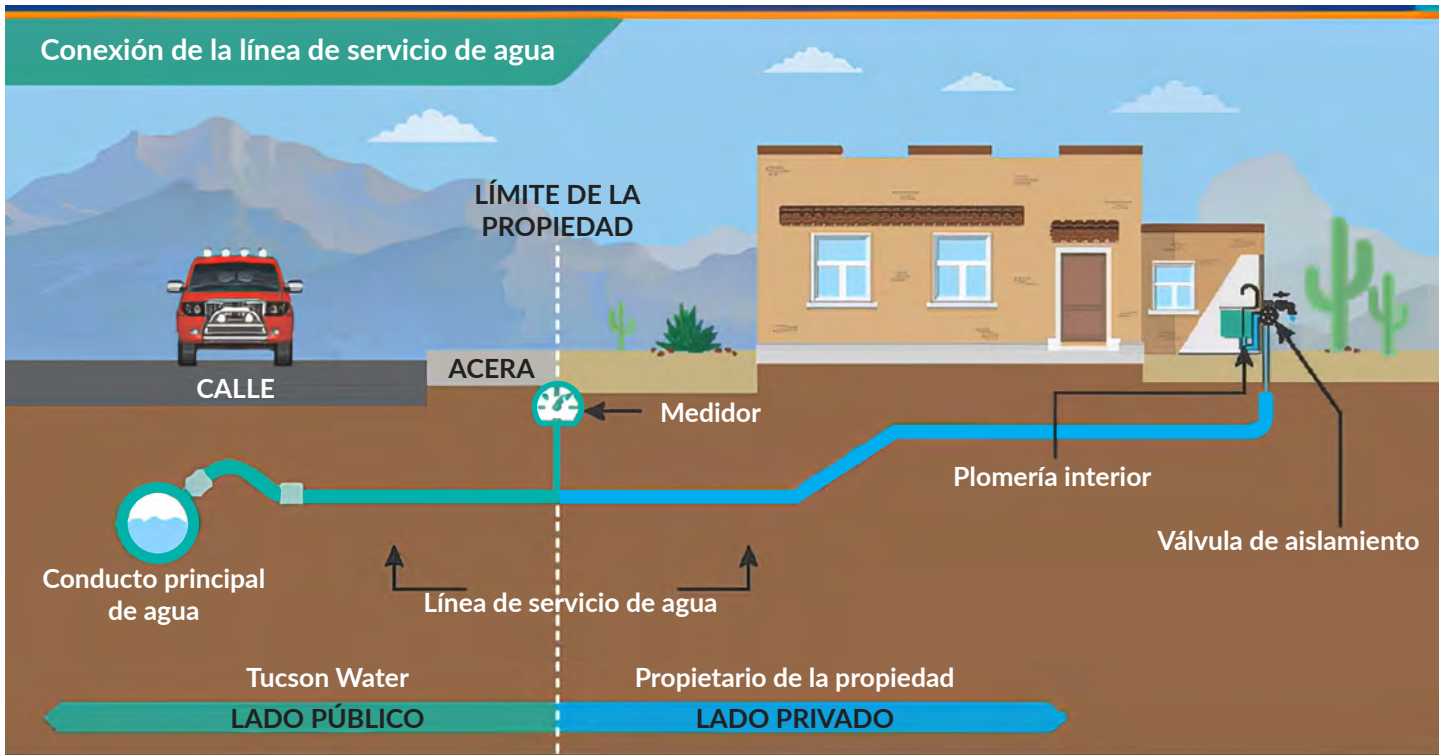 Conexión de la línea de servicio de agua
LÍMITE DE LA
PROPIEDAD
ACERA
CALLE
Medidor
Plomería interior
Válvula de aislamiento
Conducto principal
de agua
Línea de servicio de agua
Tucson Water
Propietario de la propiedad
LADO PÚBLICO
LADO PRIVADO